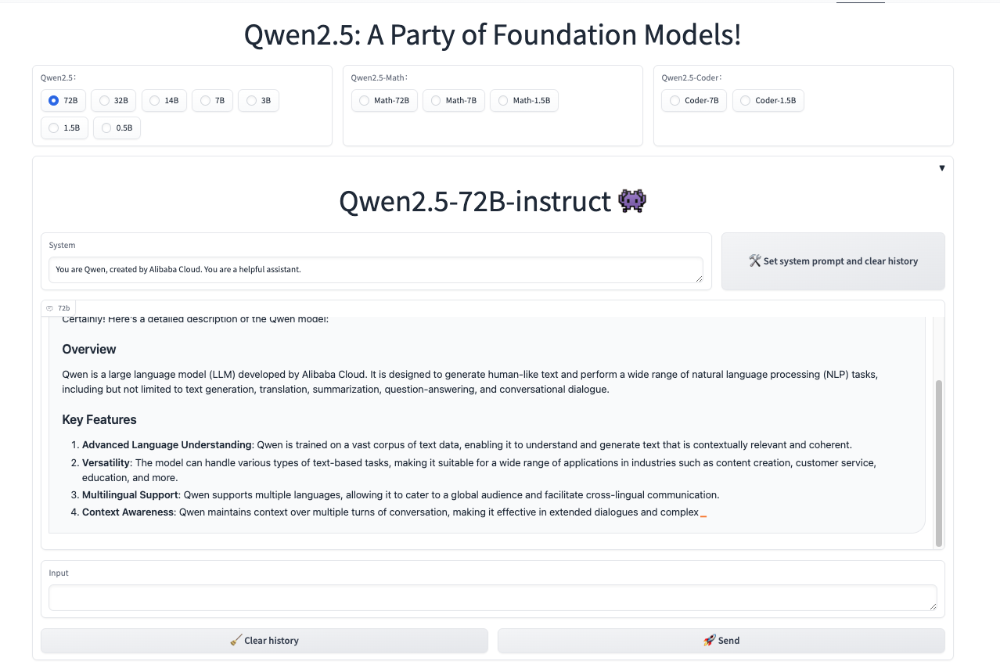 Qwen2.5: A Party of Foundation Models!
Qwen2.5:
72B
32B
14B
7B
3B
1.5B
0.5B
Qwen2.5-Math:
Math-72B
Math-7B
Math-1.5B
Qwen2.5-Coder:
Coder-7B
Coder-1.5B
▼
Qwen2.5-72B-instruct 👾
System
You are Qwen, created by Alibaba Cloud. You are a helpful assistant.
🛠️ Set system prompt and clear history
72b
Certainly! Here's a detailed description of the Qwen model:
Overview
Qwen is a large language model (LLM) developed by Alibaba Cloud. It is designed to generate human-like text and perform a wide range of natural language processing (NLP) tasks,
including but not limited to text generation, translation, summarization, question-answering, and conversational dialogue.
Key Features
1. Advanced Language Understanding: Qwen is trained on a vast corpus of text data, enabling it to understand and generate text that is contextually relevant and coherent.
2. Versatility: The model can handle various types of text-based tasks, making it suitable for a wide range of applications in industries such as content creation, customer service,
education, and more.
3. Multilingual Support: Qwen supports multiple languages, allowing it to cater to a global audience and facilitate cross-lingual communication.
4. Context Awareness: Qwen maintains context over multiple turns of conversation, making it effective in extended dialogues and complex _
Input
🧹 Clear history
🚀 Send